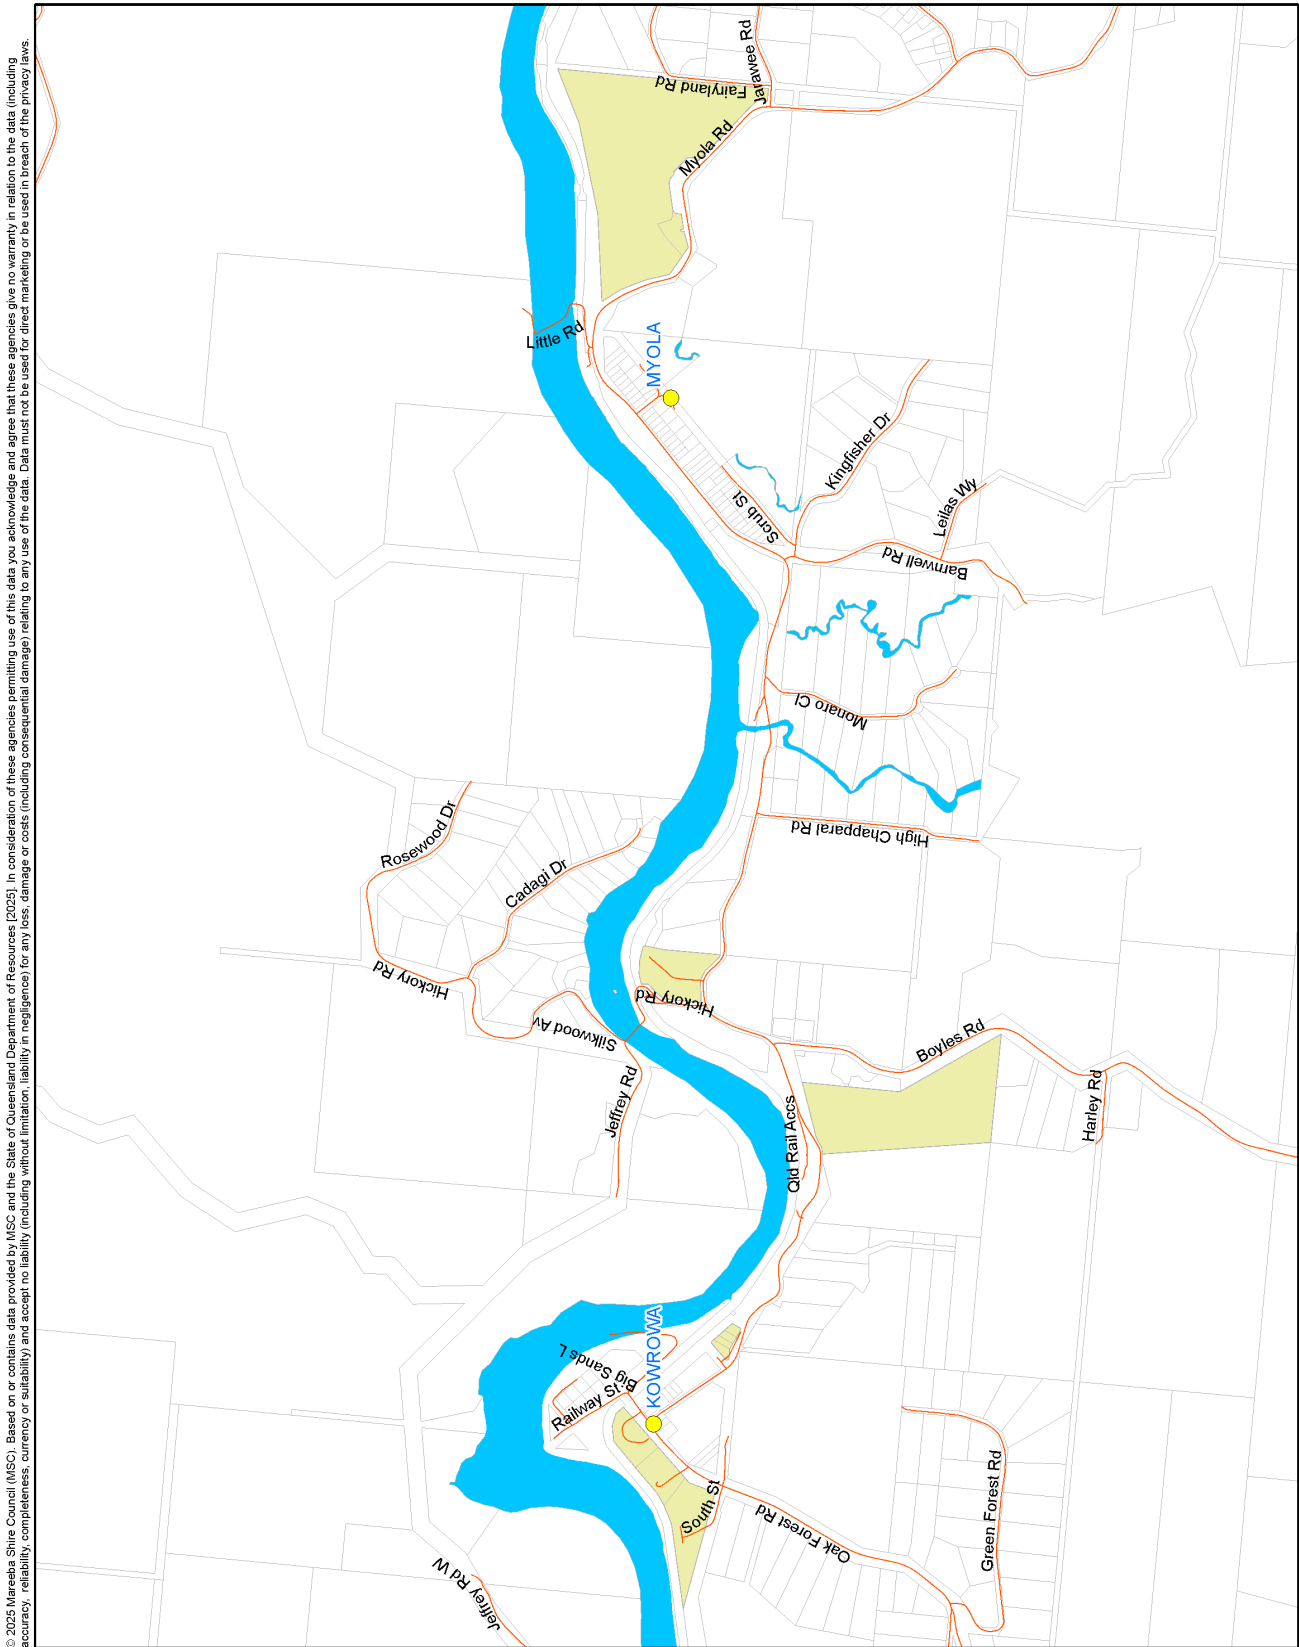 © 2025 Mareeba Shire Council (MSC). Based on or contains data provided by MSC and the State of Queensland Department of Resources [2025]. In consideration of these agencies permitting use of this data you acknowledge and agree that these agencies give no warranty in relation to the data (including
accuracy, reliability, completeness, currency or suitability) and accept no liability (including without limitation, liability in negligence) for any loss, damage or costs (including consequential damage) relating to any use of the data. Data must not be used for direct marketing or be used in breach of the privacy laws.
Jarawee Rd
Fairyland Rd
Myola Rd
Little Rd
MYOLA
Kingfisher Dr
Scrub St
Leilas Wy
Barnwell Rd
Monaro Cl
High Chapparal Rd
Rosewood Dr
Cadagi Dr
Hickory Rd
Hickory Rd
Silkwood Av
Boyles Rd
Jeffrey Rd
Harley Rd
Qld Rail Accs
KOWROWA
Big Sands L
Railway St
South St
Oak Forest Rd
Green Forest Rd
Jeffrey Rd W